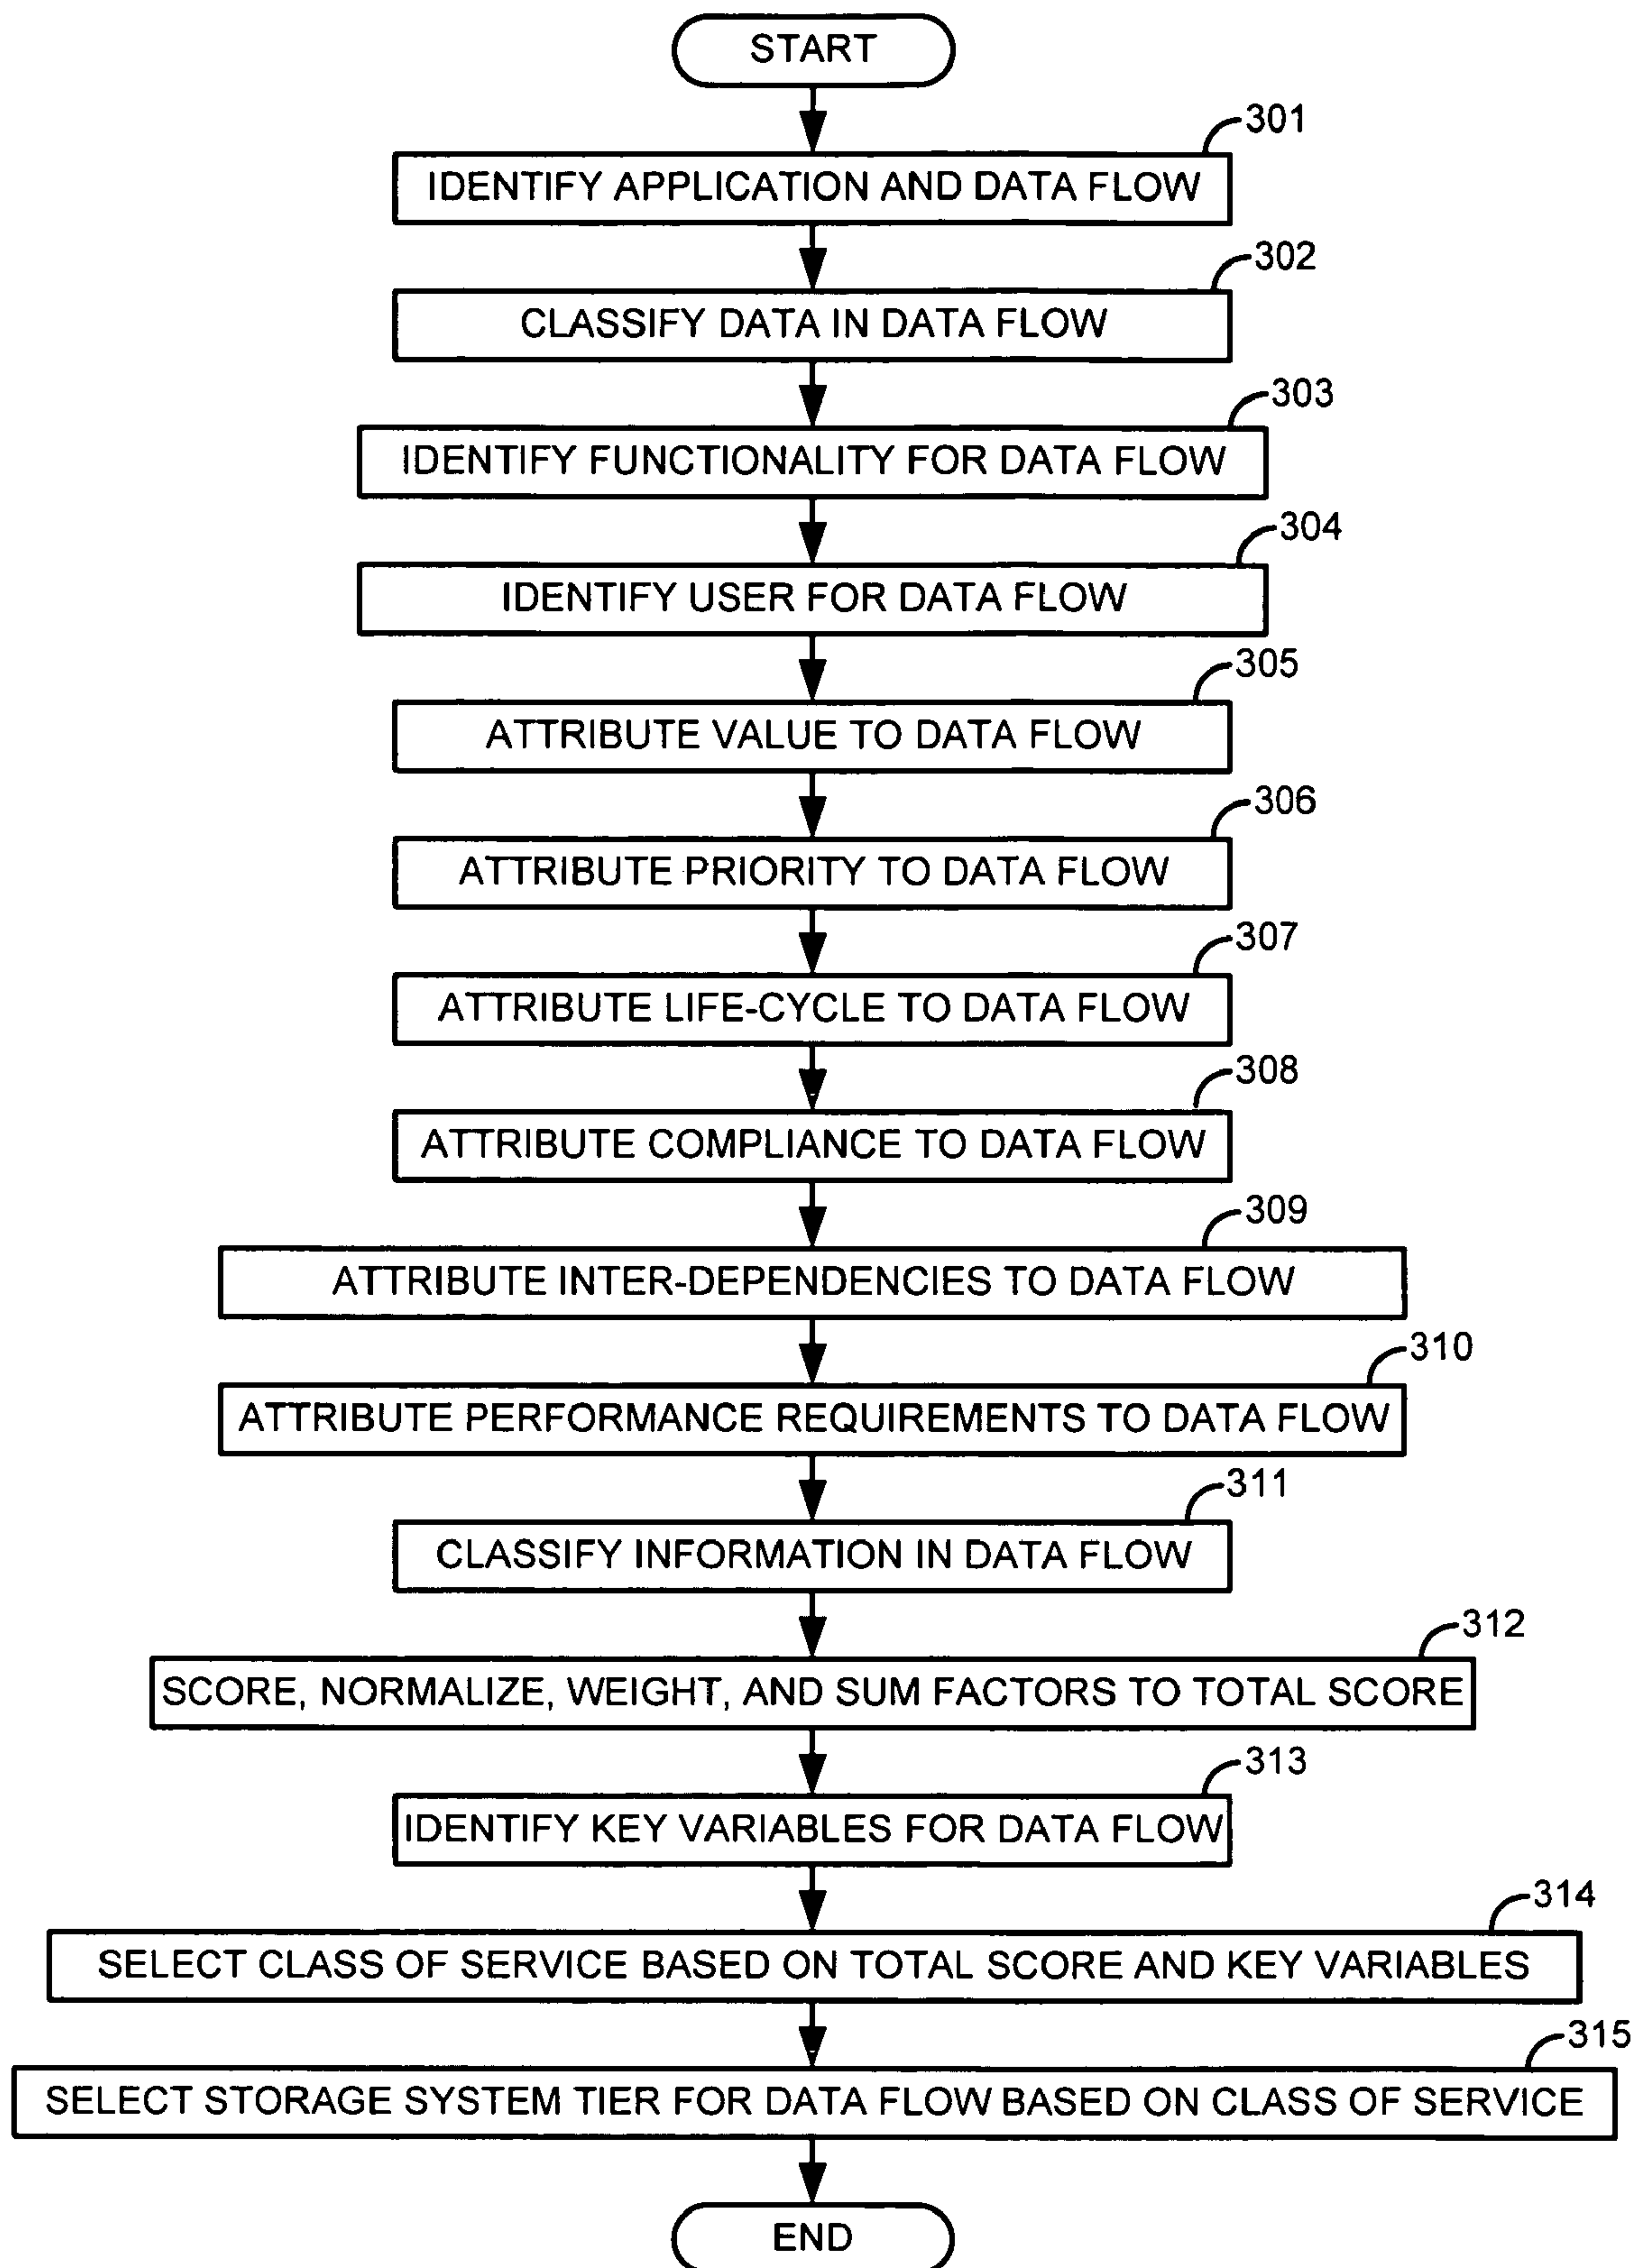 START
301
IDENTIFY APPLICATION AND DATA FLOW
302
CLASSIFY DATA IN DATA FLOW
303
IDENTIFY FUNCTIONALITY FOR DATA FLOW
304
IDENTIFY USER FOR DATA FLOW
305
ATTRIBUTE VALUE TO DATA FLOW
306
ATTRIBUTE PRIORITY TO DATA FLOW
307
ATTRIBUTE LIFE-CYCLE TO DATA FLOW
308
ATTRIBUTE COMPLIANCE TO DATA FLOW
309
ATTRIBUTE INTER-DEPENDENCIES TO DATA FLOW
310
ATTRIBUTE PERFORMANCE REQUIREMENTS TO DATA FLOW
311
CLASSIFY INFORMATION IN DATA FLOW
312
SCORE, NORMALIZE, WEIGHT, AND SUM FACTORS TO TOTAL SCORE
313
IDENTIFY KEY VARIABLES FOR DATA FLOW
314
SELECT CLASS OF SERVICE BASED ON TOTAL SCORE AND KEY VARIABLES
315
SELECT STORAGE SYSTEM TIER FOR DATA FLOW BASED ON CLASS OF SERVICE
END